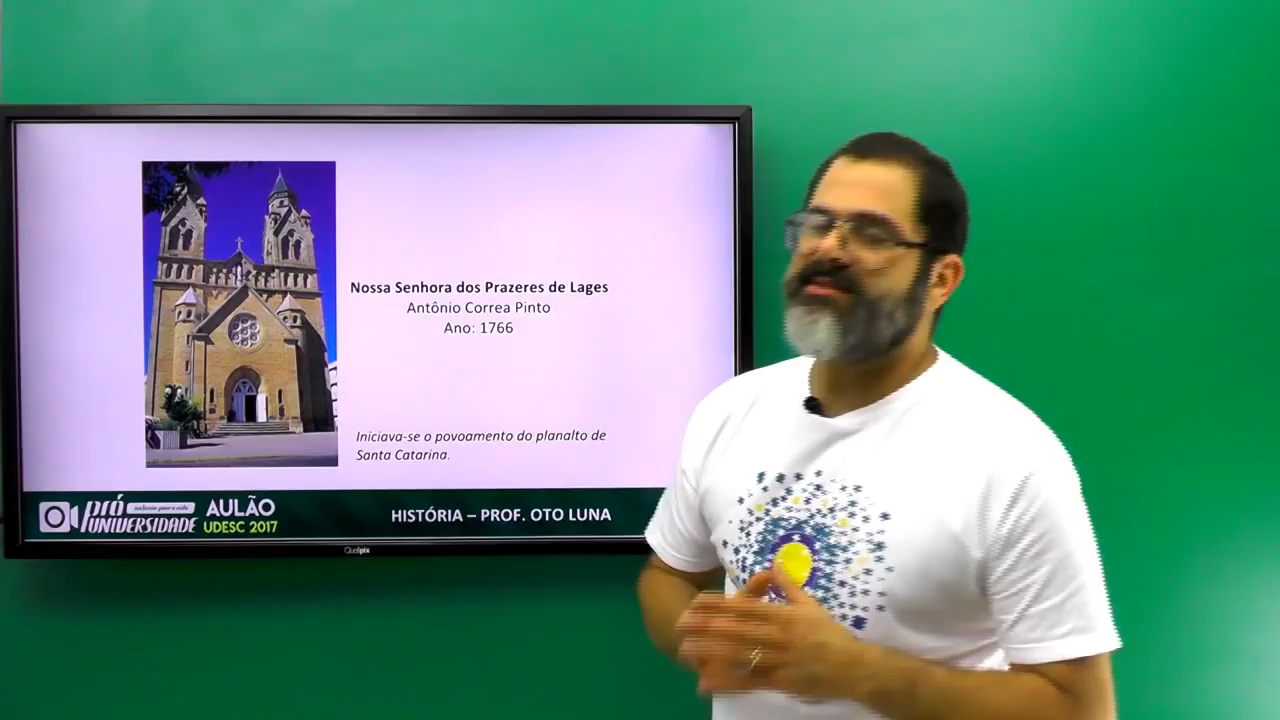 Nossa Senhora dos Prazeres de Lages
Antônio Correa Pinto
Ano: 1766
Iniciava-se o povoamento do planalto de
Santa Catarina.
PRÓ
UNIVERSIDADE
AULÃO
UDESC 2017
HISTÓRIA – PROF. OTO LUNA
Qualipix